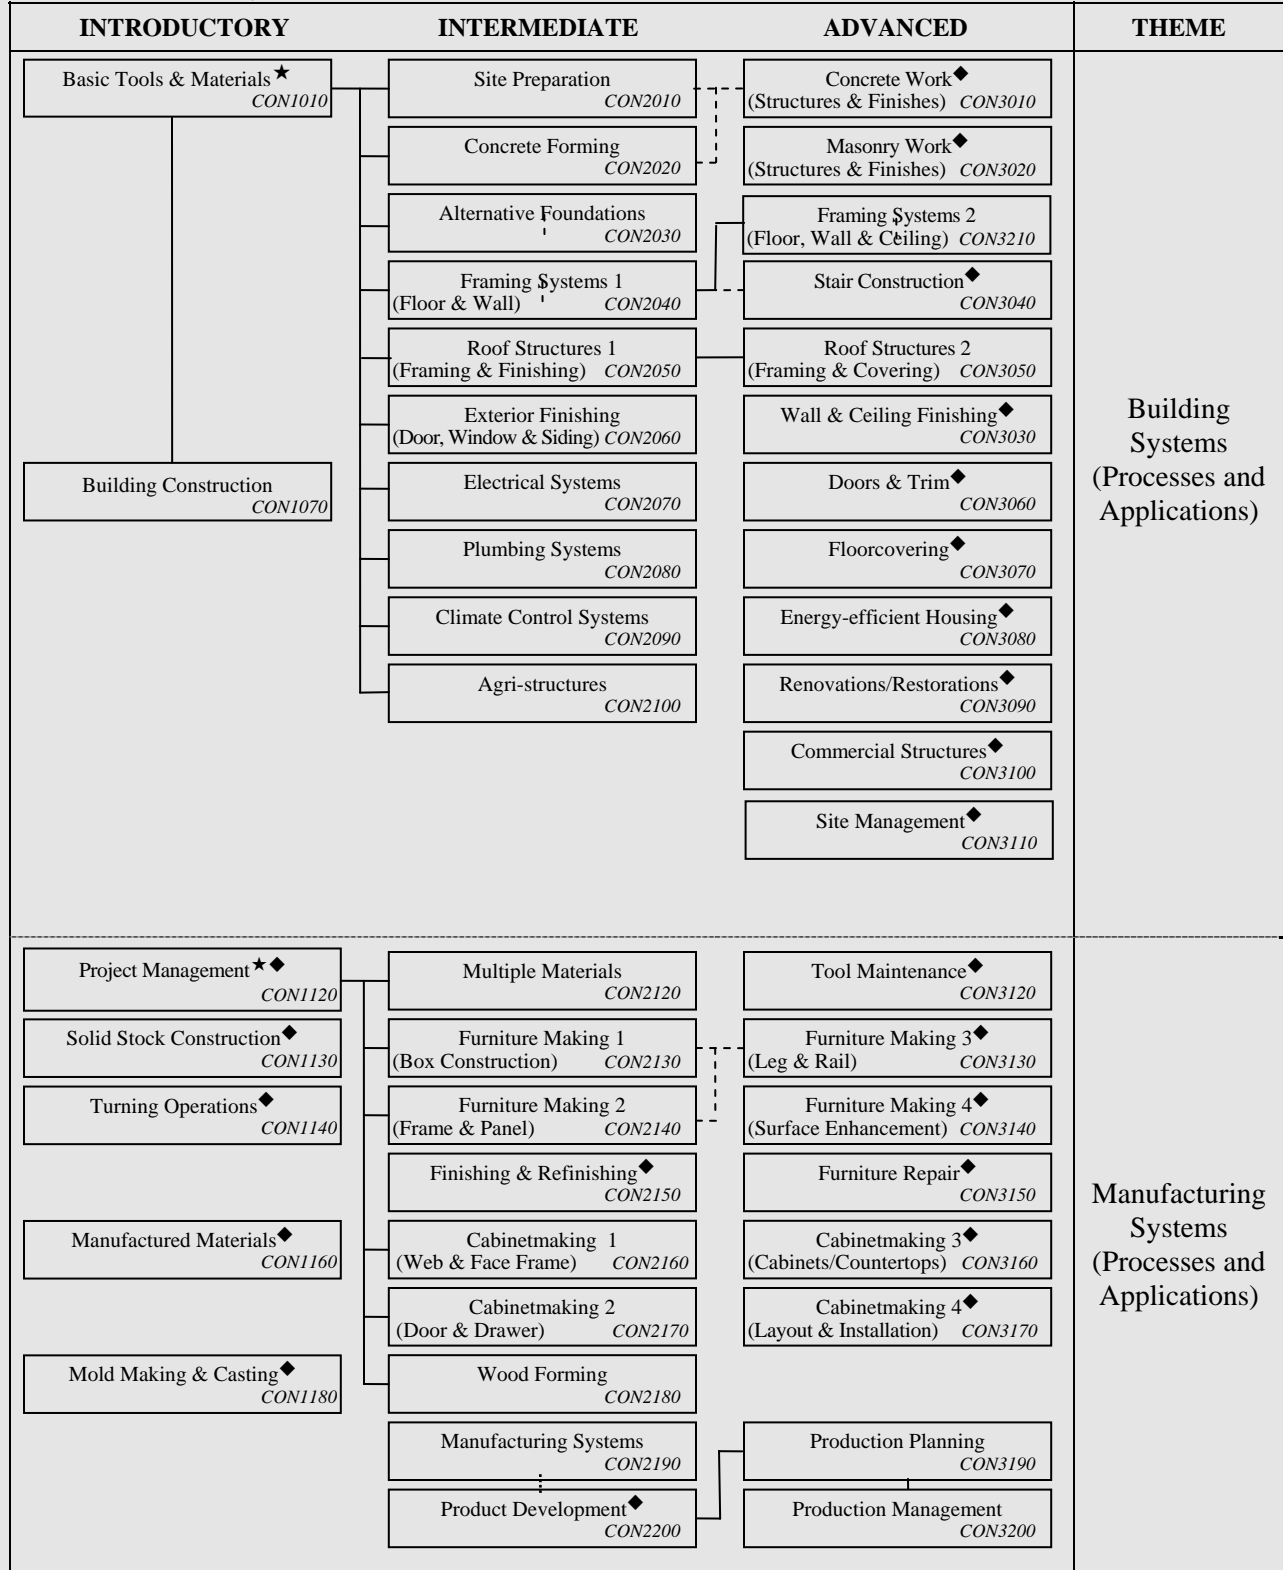 INTRODUCTORY INTERMEDIATE ADVANCED THEME
Basic Tools & Materials★
CON1010
Site Preparation
CON2010
Concrete Work◆
(Structures & Finishes) CON3010
Concrete Forming
CON2020
Masonry Work◆
(Structures & Finishes) CON3020
Alternative Foundations
CON2030
Framing Systems 2
(Floor, Wall & Ceiling) CON3210
Framing Systems 1
(Floor & Wall) CON2040
Stair Construction◆
CON3040
Roof Structures 1
(Framing & Finishing) CON2050
Roof Structures 2
(Framing & Covering) CON3050
Exterior Finishing
(Door, Window & Siding) CON2060
Wall & Ceiling Finishing◆
CON3030
Building Construction
CON1070
Electrical Systems
CON2070
Doors & Trim◆
CON3060
Plumbing Systems
CON2080
Floorcovering◆
CON3070
Climate Control Systems
CON2090
Energy-efficient Housing◆
CON3080
Agri-structures
CON2100
Renovations/Restorations◆
CON3090
Commercial Structures◆
CON3100
Site Management◆
CON3110
Building
Systems
(Processes and
Applications)
Project Management★◆
CON1120
Multiple Materials
CON2120
Tool Maintenance◆
CON3120
Solid Stock Construction◆
CON1130
Furniture Making 1
(Box Construction) CON2130
Furniture Making 3◆
(Leg & Rail) CON3130
Turning Operations◆
CON1140
Furniture Making 2
(Frame & Panel) CON2140
Furniture Making 4◆
(Surface Enhancement) CON3140
Finishing & Refinishing◆
CON2150
Furniture Repair◆
CON3150
Manufactured Materials◆
CON1160
Cabinetmaking 1
(Web & Face Frame) CON2160
Cabinetmaking 3◆
(Cabinets/Countertops) CON3160
Cabinetmaking 2
(Door & Drawer) CON2170
Cabinetmaking 4◆
(Layout & Installation) CON3170
Mold Making & Casting◆
CON1180
Wood Forming
CON2180
Manufacturing Systems
CON2190
Production Planning
CON3190
Product Development◆
CON2200
Production Management
CON3200
Manufacturing
Systems
(Processes and
Applications)